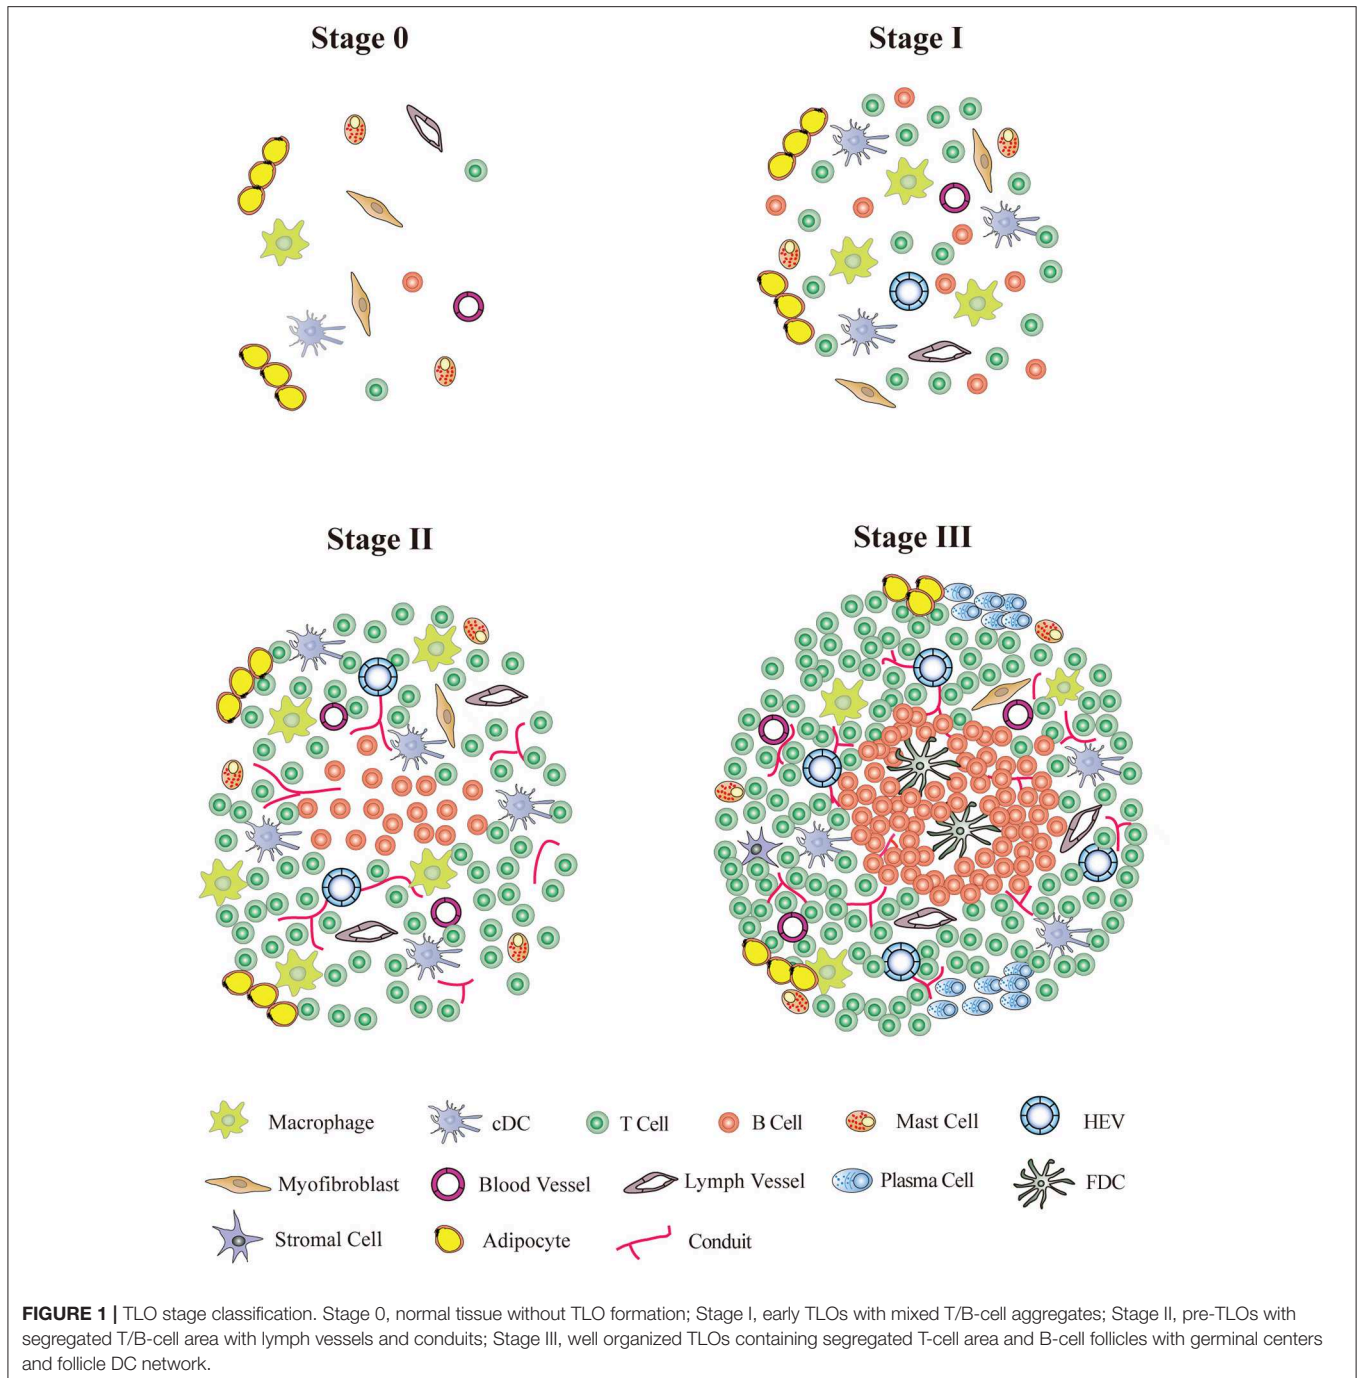 Stage 0
Stage I
Stage II
Stage III
Macrophage
cDC
T Cell
B Cell
Mast Cell
HEV
Myofibroblast
Blood Vessel
Lymph Vessel
Plasma Cell
FDC
Stromal Cell
Adipocyte
Conduit
FIGURE 1 | TLO stage classification. Stage 0, normal tissue without TLO formation; Stage I, early TLOs with mixed T/B-cell aggregates; Stage II, pre-TLOs with
segregated T/B-cell area with lymph vessels and conduits; Stage III, well organized TLOs containing segregated T-cell area and B-cell follicles with germinal centers
and follicle DC network.